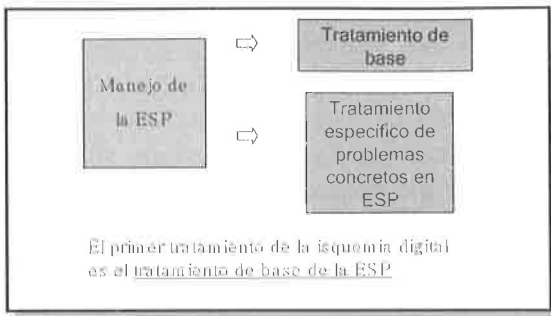 Manejo de
la ESP
Tratamiento de
base
Tratamiento
especifico de
problemas
concretos en
ESP
El primer tratamiento de la isquemia digital
es el tratamiento de base de la ESP